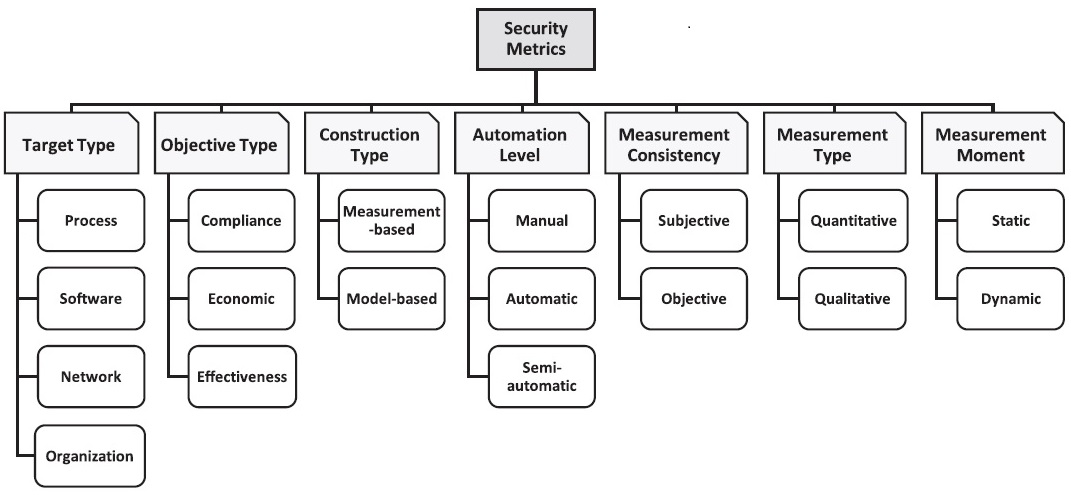 Security
Metrics
Target Type
Objective Type
Construction
Type
Automation
Level
Measurement
Consistency
Measurement
Type
Measurement
Moment
Process
Compliance
Measurement
-based
Manual
Subjective
Quantitative
Static
Software
Economic
Model-based
Automatic
Objective
Qualitative
Dynamic
Network
Effectiveness
Semi-
automatic
Organization